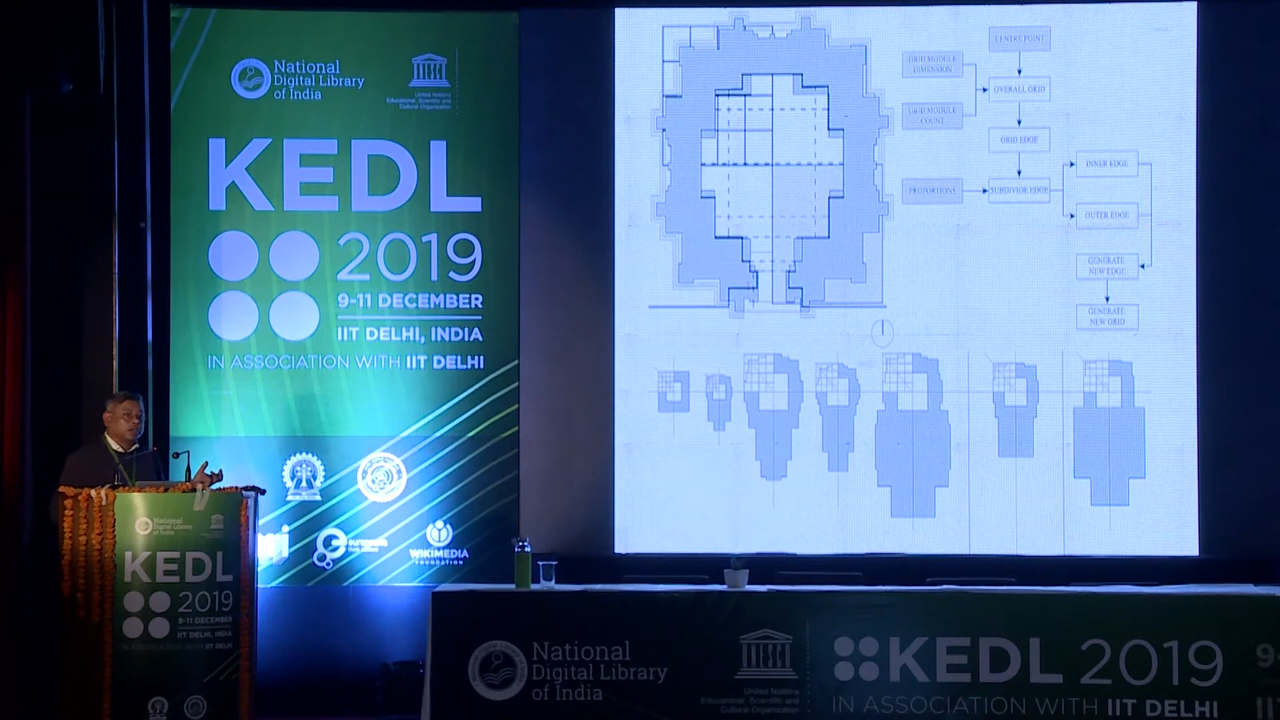 National
Digital Library
of India
United Nations
Educational, Scientific and
Cultural Organization
KEDL
2019
9-11 DECEMBER
IIT DELHI, INDIA
IN ASSOCIATION WITH IIT DELHI
WIKIMEDIA
FOUNDATION
CENTRE POINT
GRID MODULE
DIMENSION
OVERALL GRID
GRID MODULE
COUNT
GRID EDGE
INNER EDGE
PROPORTIONS
SUBDIVIDE EDGE
OUTER EDGE
GENERATE
NEW EDGE
GENERATE
NEW GRID
National
Digital Library
of India
KEDL
2019
9-11 DECEMBER
IIT DELHI, INDIA
IN ASSOCIATION WITH IIT DELHI
National
Digital Library
of India
UNESCO
United Nations
Educational, Scientific and
Cultural Organization
KEDL 2019
IN ASSOCIATION WITH IIT DELHI
9